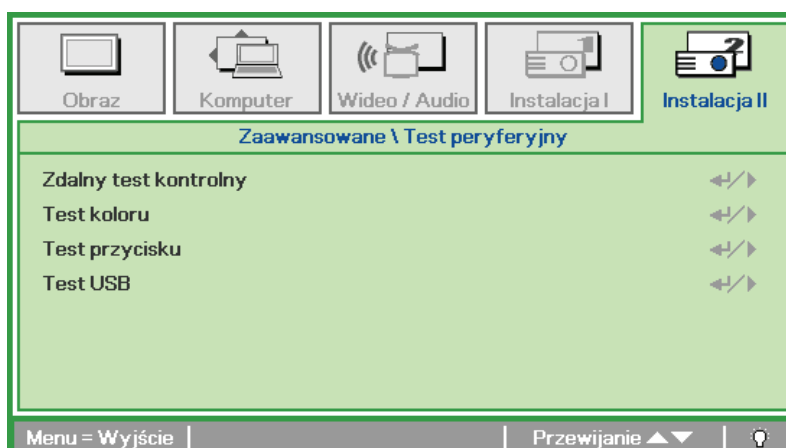 Obraz
Komputer
Wideo / Audio
Instalacja I
Instalacja II
Zaawansowane \ Test peryferyjny
Zdalny test kontrolny
Test koloru
Test przycisku
Test USB
Menu = Wyjście
Przewijanie